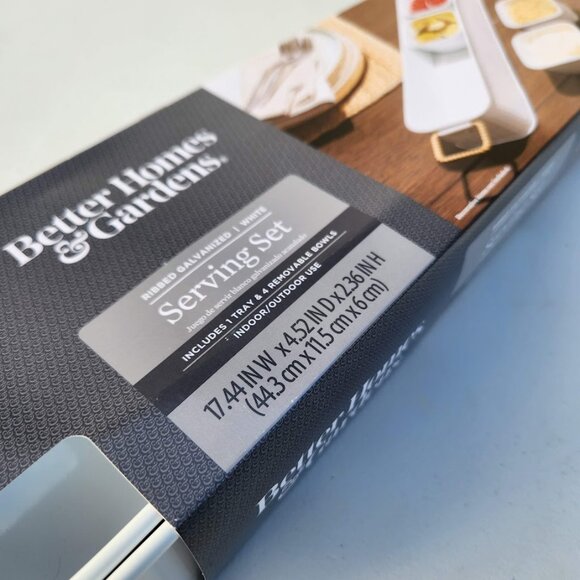 Better Homes
& Gardens®
RIBBED GALVANIZED | WHITE
Serving Set
Juego de servir blanco galvanizado acanalado
INCLUDES 1 TRAY & 4 REMOVABLE BOWLS
INDOOR/OUTDOOR USE
17.44 IN W x 4.52 IN D x 2.36 IN H
(44.3 cm x 11.5 cm x 6 cm)
Better Homes